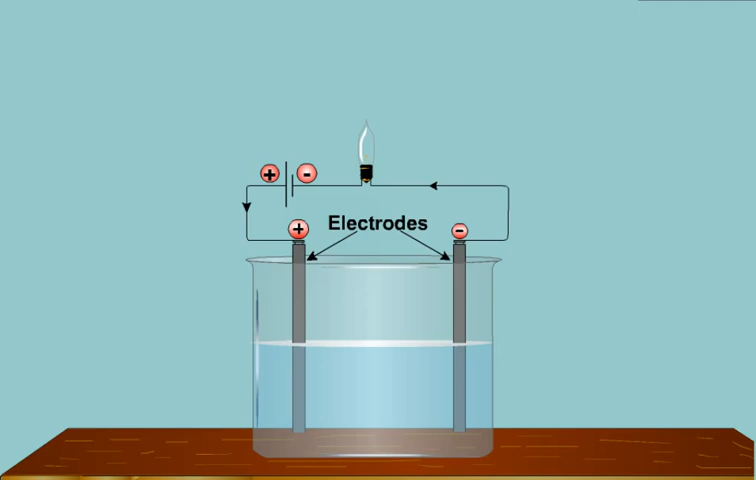 + -
+ Electrodes -